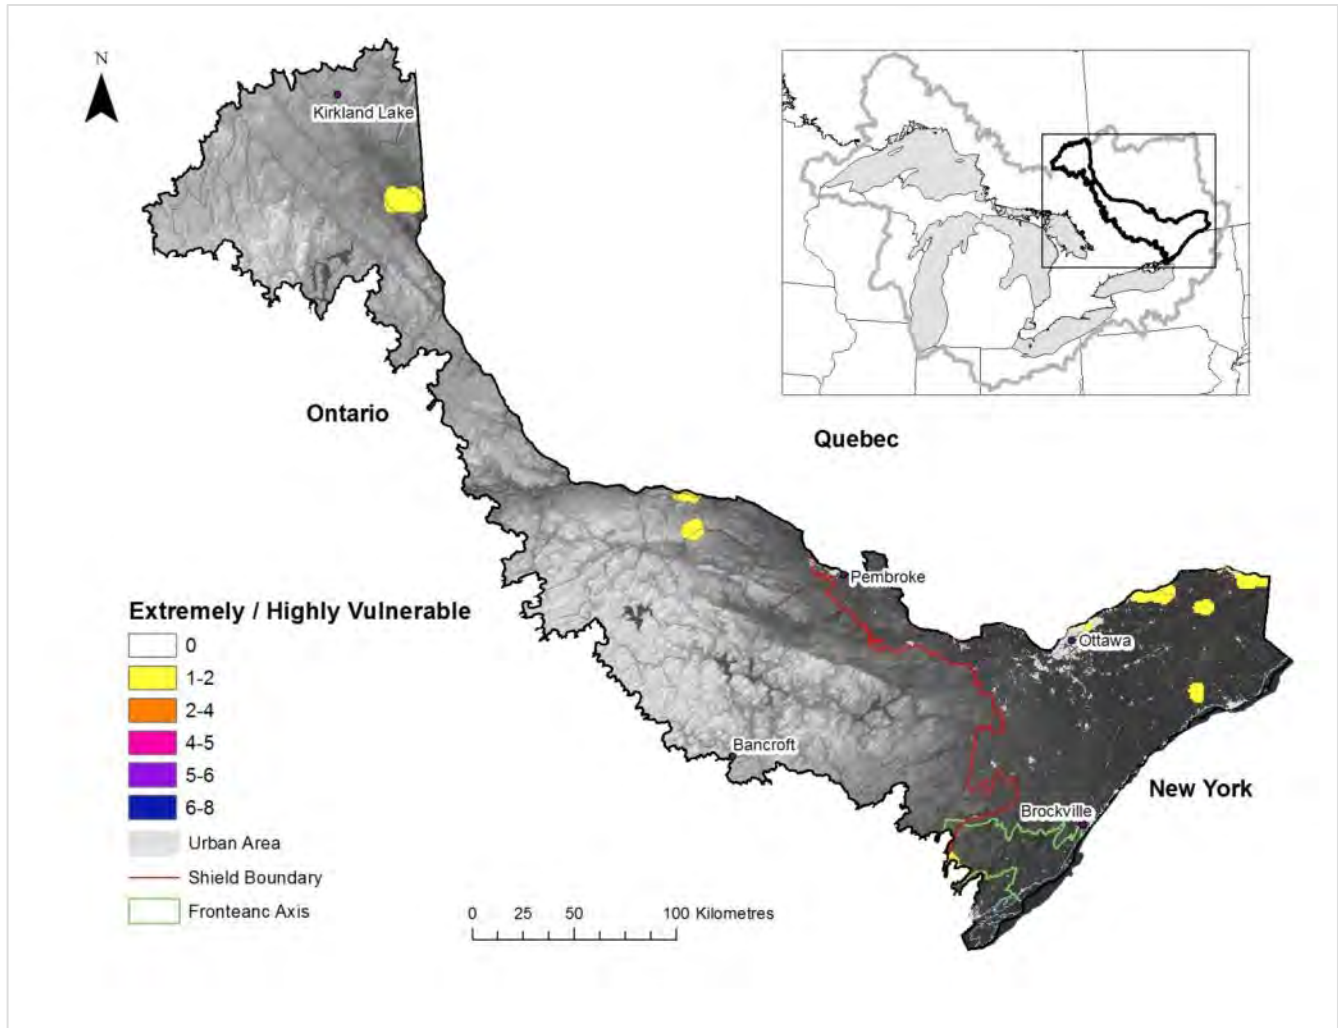 N
Kirkland Lake
Ontario
Quebec
Pembroke
Extremely / Highly Vulnerable
0
1-2
2-4
4-5
5-6
6-8
Urban Area
Shield Boundary
Fronteanc Axis
Ottawa
Bancroft
New York
Brockville
0 25 50 100 Kilometres